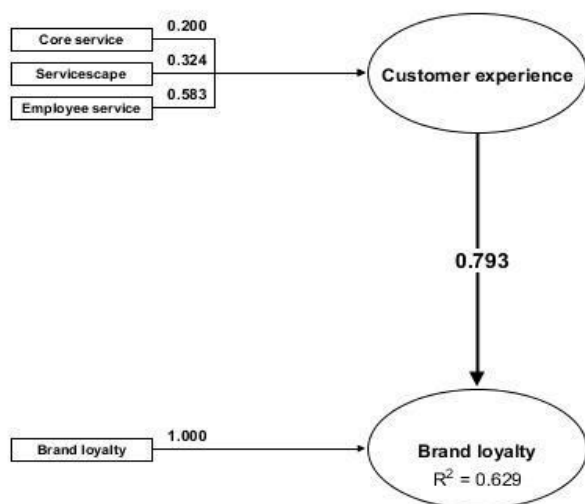 Core service
0.200
Servicescape
0.324
Employee service
0.583
Customer experience
0.793
Brand loyalty
1.000
Brand loyalty
R² = 0.629